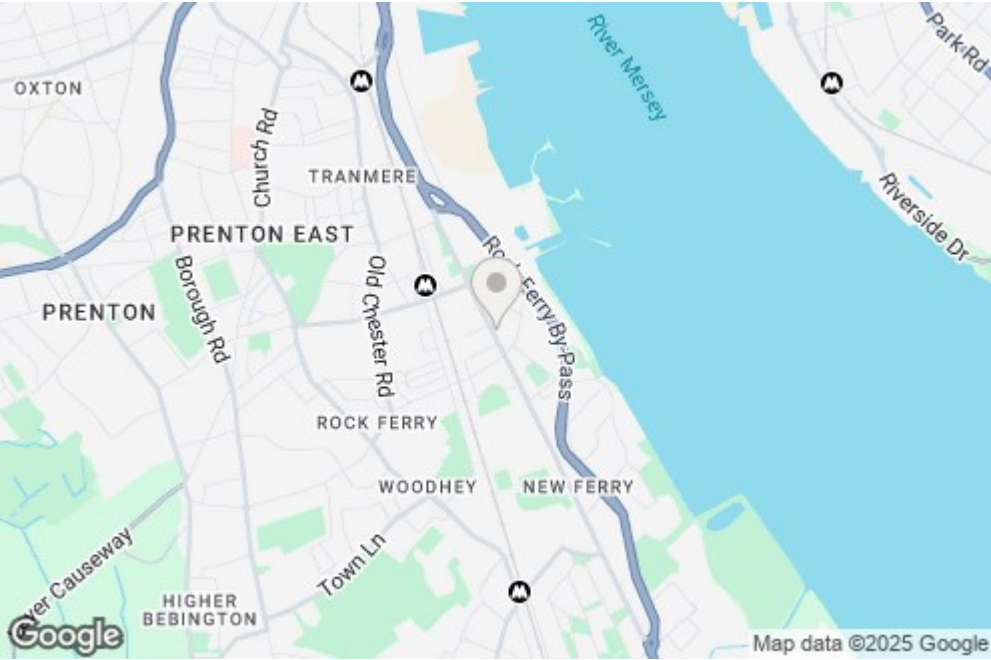 River Mersey
Park Rd
OXTON
Church Rd
TRANMERE
Riverside Dr
PRENTON EAST
Rock Ferry By-Pass
Borough Rd
Old Chester Rd
PRENTON
ROCK FERRY
WOODHEY
NEW FERRY
Town Ln
Causeway
HIGHER
BEBINGTON
Google
Map data ©2025 Google